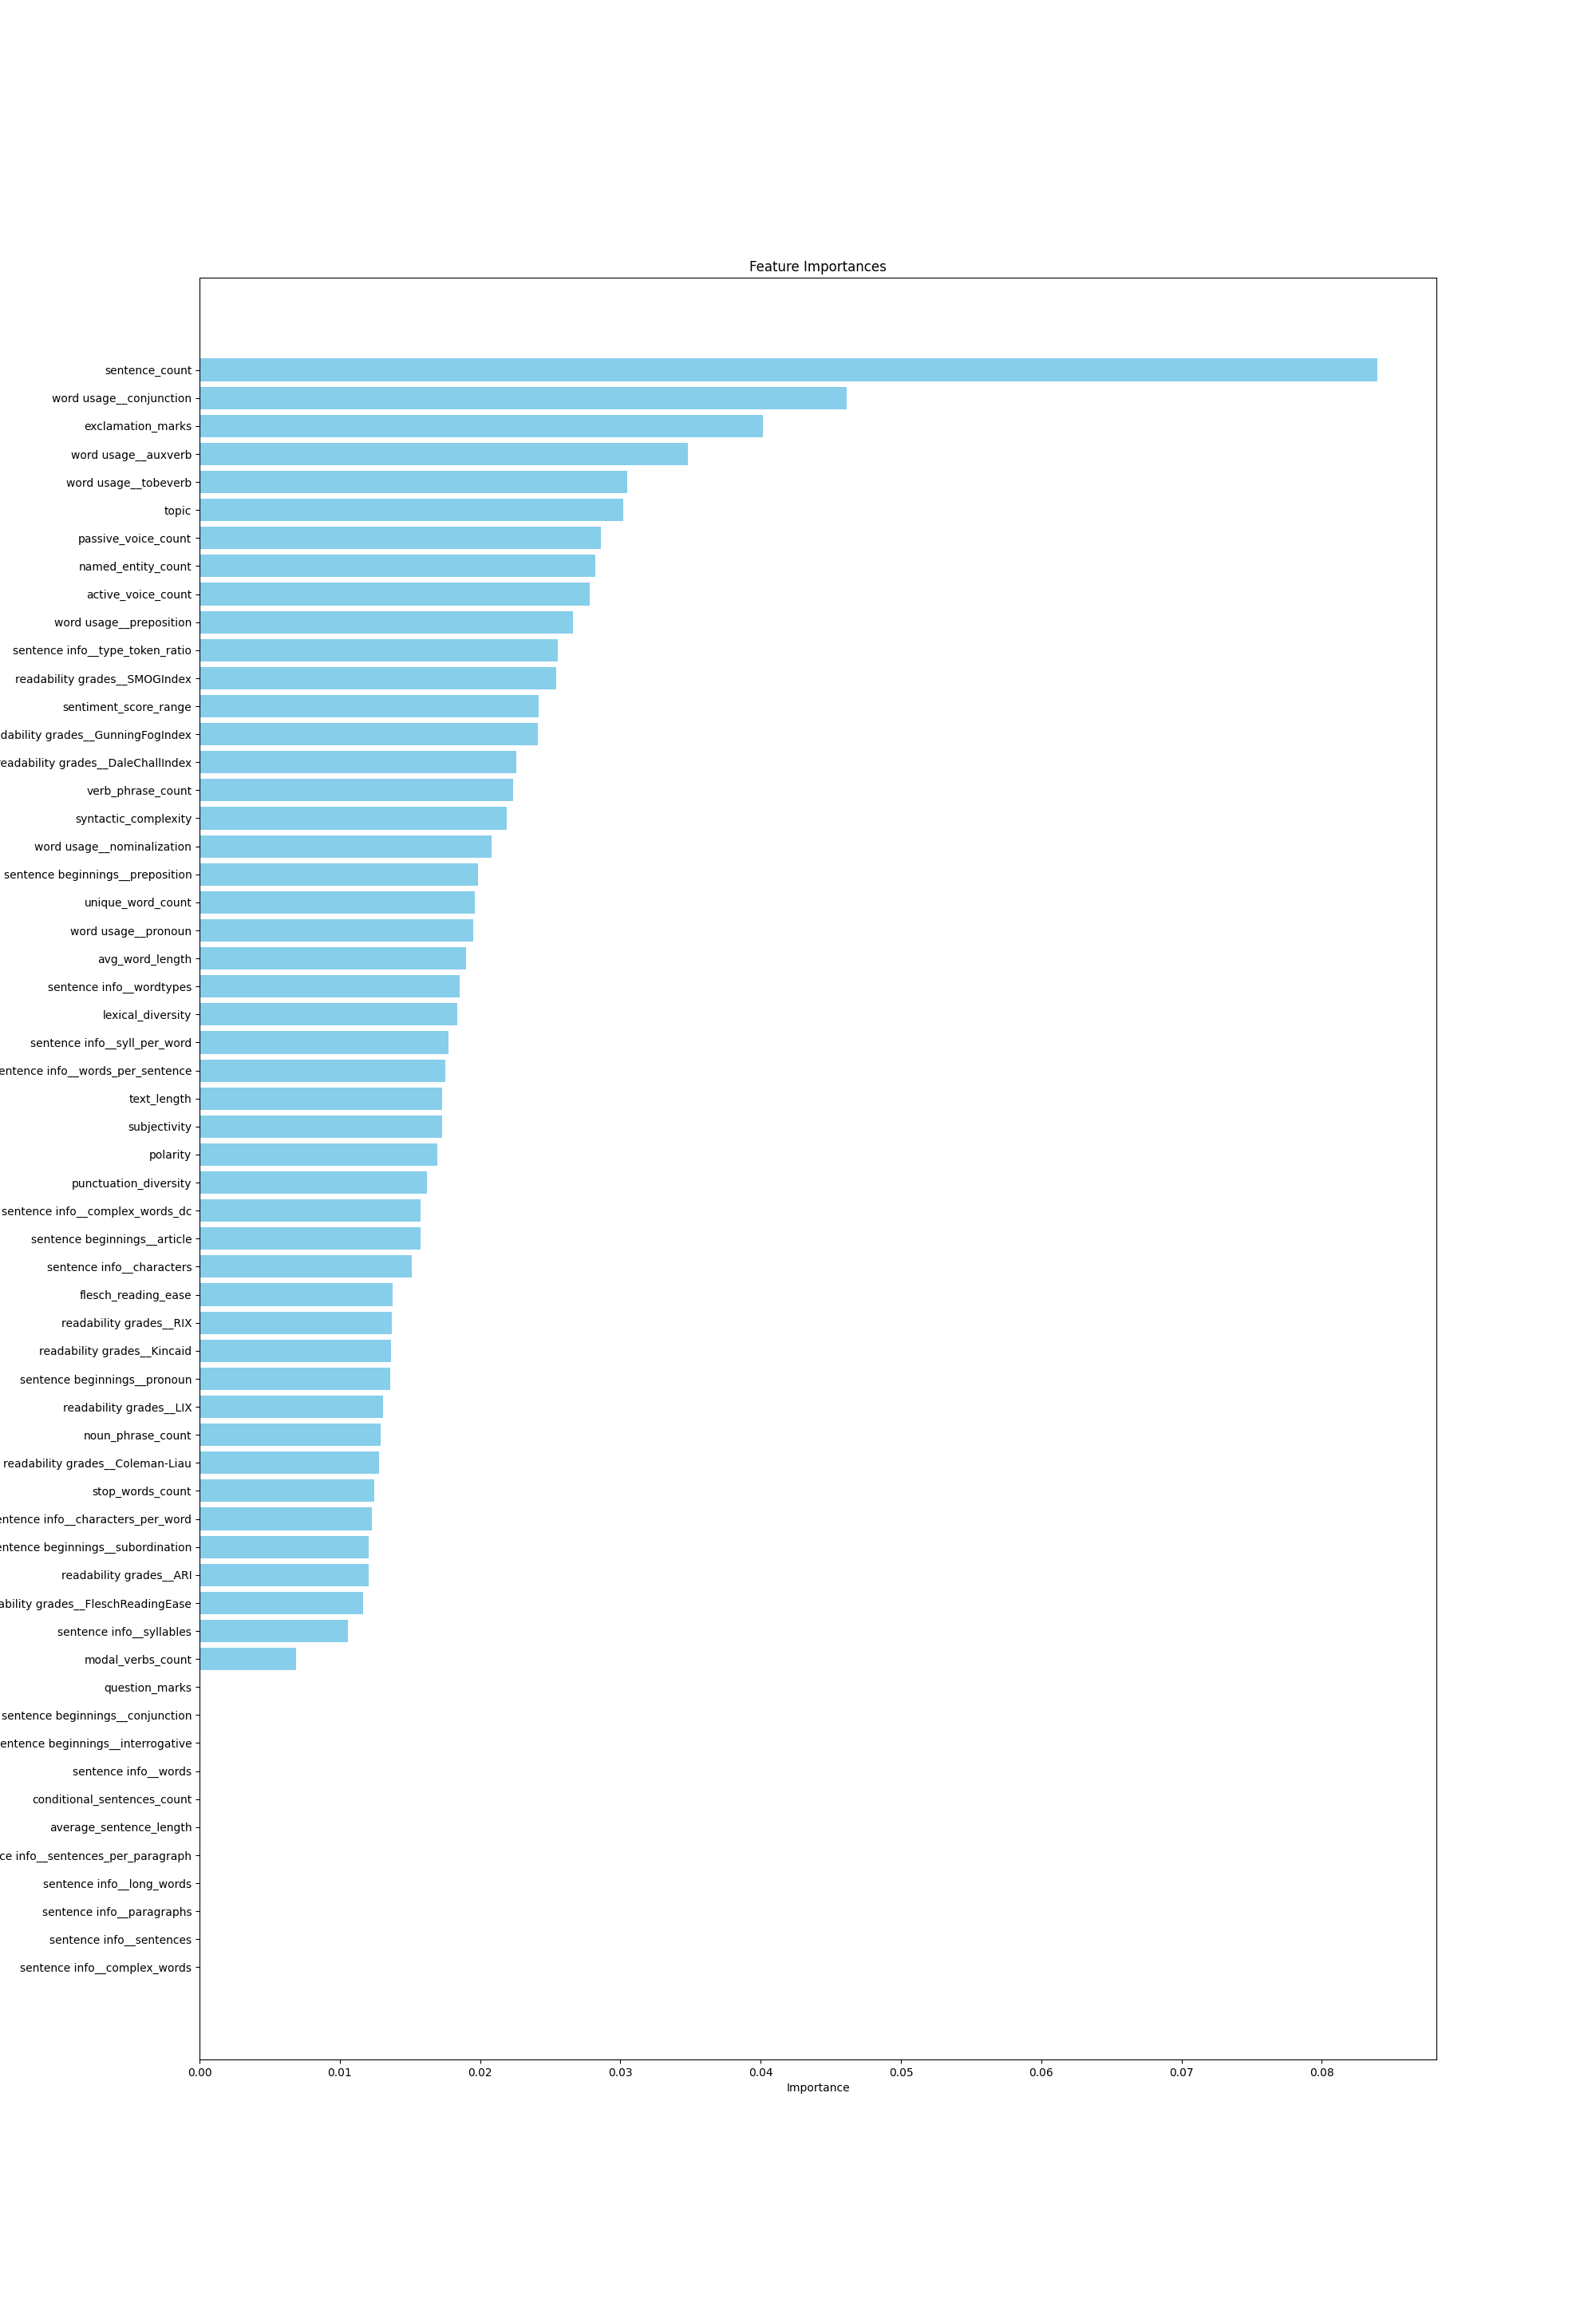 Feature Importances
sentence_count
word usage__conjunction
exclamation_marks
word usage__auxverb
word usage__tobeverb
topic
passive_voice_count
named_entity_count
active_voice_count
word usage__preposition
sentence info__type_token_ratio
readability grades__SMOGIndex
sentiment_score_range
dability grades__GunningFogIndex
eadability grades__DaleChallIndex
verb_phrase_count
syntactic_complexity
word usage__nominalization
sentence beginnings__preposition
unique_word_count
word usage__pronoun
avg_word_length
sentence info__wordtypes
lexical_diversity
sentence info__syll_per_word
entence info__words_per_sentence
text_length
subjectivity
polarity
punctuation_diversity
sentence info__complex_words_dc
sentence beginnings__article
sentence info__characters
flesch_reading_ease
readability grades__RIX
readability grades__Kincaid
sentence beginnings__pronoun
readability grades__LIX
noun_phrase_count
readability grades__Coleman-Liau
stop_words_count
entence info__characters_per_word
entence beginnings__subordination
readability grades__ARI
ability grades__FleschReadingEase
sentence info__syllables
modal_verbs_count
question_marks
sentence beginnings__conjunction
entence beginnings__interrogative
sentence info__words
conditional_sentences_count
average_sentence_length
ce info__sentences_per_paragraph
sentence info__long_words
sentence info__paragraphs
sentence info__sentences
sentence info__complex_words
0.00 0.01 0.02 0.03 0.04 0.05 0.06 0.07 0.08
Importance